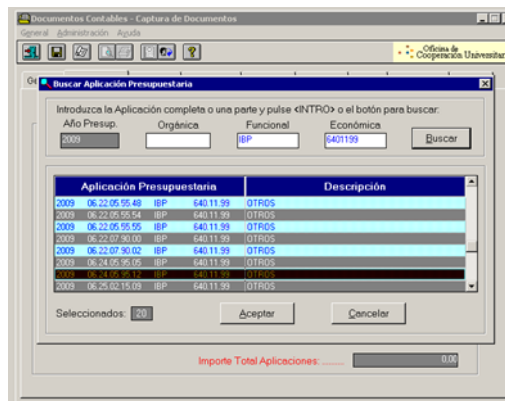 Documentos Contables - Captura de Documentos
General Administración Ayuda
Oficina de
Cooperación Universitar
Buscar Aplicación Presupuestaria
Introduzca la Aplicación completa o una parte y pulse <INTRO> o el botón para buscar:
Año Presup. Orgánica Funcional Económica
2009 IBP 6401199 Buscar
Aplicación Presupuestaria Descripción
2009 06.22.05.55.48 IBP 640.11.99 OTROS
2009 06.22.05.55.54 IBP 640.11.99 OTROS
2009 06.22.05.55.55 IBP 640.11.99 OTROS
2009 06.22.07.90.00 IBP 640.11.99 OTROS
2009 06.22.07.90.02 IBP 640.11.99 OTROS
2009 06.24.05.95.05 IBP 640.11.99 OTROS
2009 06.24.05.95.12 IBP 640.11.99 OTROS
2009 06.25.02.15.09 IBP 640.11.99 OTROS
Seleccionados: 20 Aceptar Cancelar
Importe Total Aplicaciones: ........ 0,00